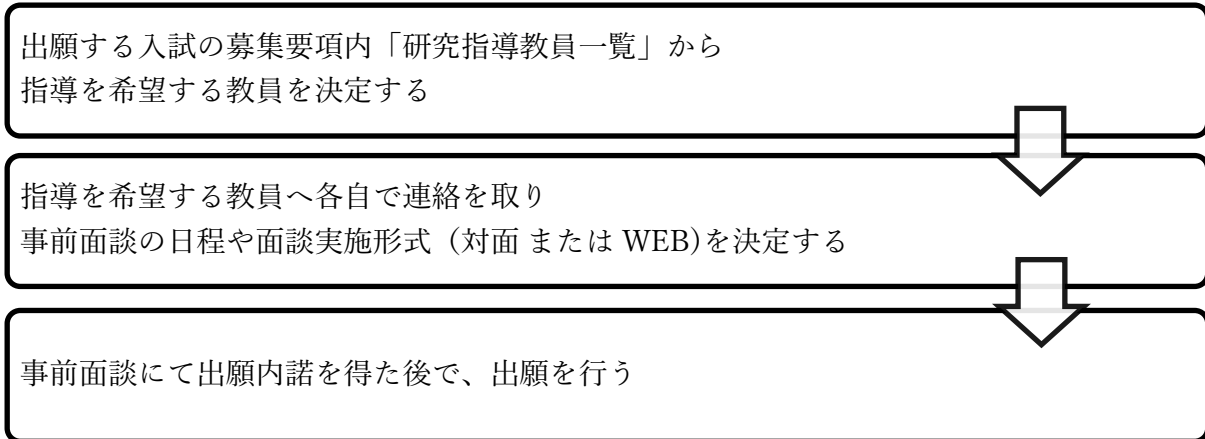 出願する入試の募集要項内「研究指導教員一覧」から
指導を希望する教員を決定する
指導を希望する教員へ各自で連絡を取り
事前面談の日程や面談実施形式（対面 または WEB)を決定する
事前面談にて出願内諾を得た後で、出願を行う